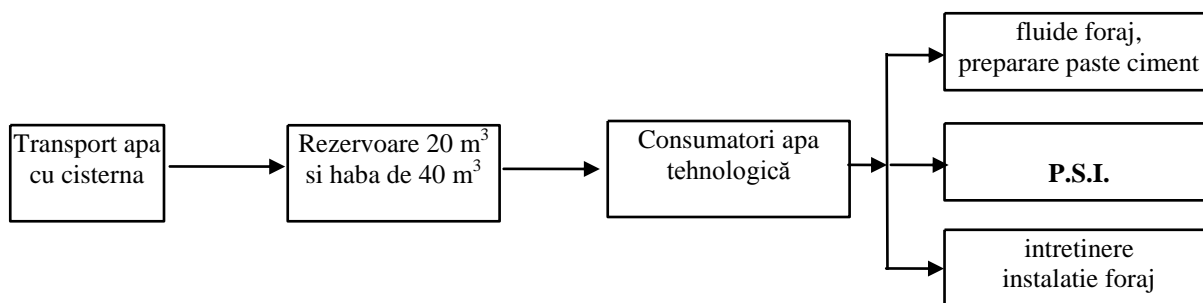 Transport apa
cu cisterna
Rezervoare 20 m³
si haba de 40 m³
Consumatori apa
tehnologică
fluide foraj,
preparare paste ciment
P.S.I.
intretinere
instalatie foraj